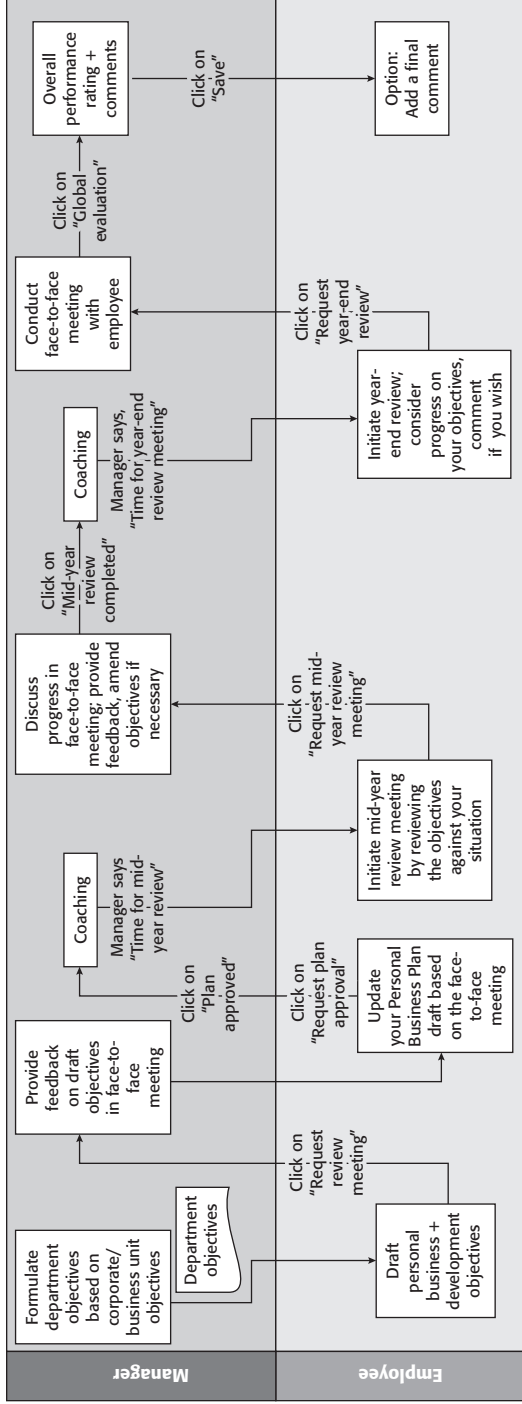 Manager
Formulate department
objectives based on
corporate/
business unit
objectives
Department
objectives
Provide
feedback
on draft
objectives
in face-to-
face
meeting
Coaching
Manager says
“Time for mid-
year review”
Discuss
progress in
face-to-face
meeting; provide
feedback, amend
objectives if
necessary
Click on
“Mid-year
review
completed”
Coaching
Manager says,
“Time for year-end
review meeting”
Conduct
face-to-face
meeting
with
employee
Click on
“Global
evaluation”
Overall
performance
rating +
comments
Click on
“Save”
Click on
“Request
review
meeting”
Click on
“Plan
approved”
Click on
“Request plan
approval”
Click on
“Request mid-
year review
meeting”
Click on
“Request
year-end
review”
Employee
Draft
personal
business +
development
objectives
Update
your Personal
Business Plan
draft based
on the face-
to-face
meeting
Initiate mid-year
review meeting
by reviewing
the objectives
against your
situation
Initiate year-
end review;
consider
progress on
your objectives,
comment
if you wish
Option:
Add a final
comment